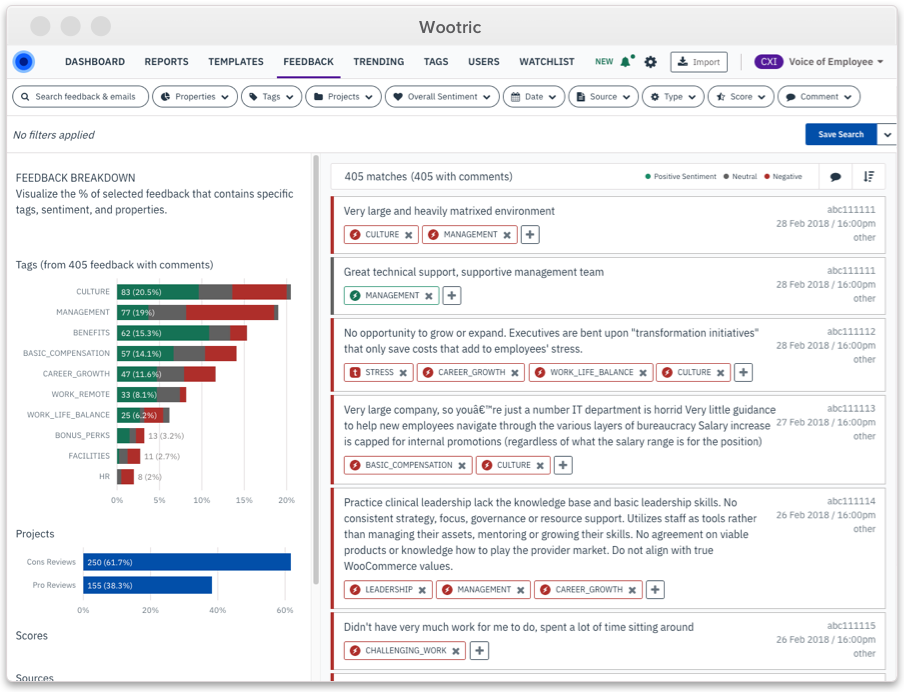 Wootric
DASHBOARD REPORTS TEMPLATES FEEDBACK TRENDING TAGS USERS WATCHLIST NEW Import CXI Voice of Employee
Search feedback & emails Properties Tags Projects Overall Sentiment Date Source Type Score Comment
No filters applied
Save Search
FEEDBACK BREAKDOWN
Visualize the % of selected feedback that contains specific
tags, sentiment, and properties.
Tags (from 405 feedback with comments)
CULTURE 83 (20.5%)
MANAGEMENT 77 (19%)
BENEFITS 62 (15.3%)
BASIC_COMPENSATION 57 (14.1%)
CAREER_GROWTH 47 (11.6%)
WORK_REMOTE 33 (8.1%)
WORK_LIFE_BALANCE 25 (6.2%)
BONUS_PERKS 13 (3.2%)
FACILITIES 11 (2.7%)
HR 8 (2%)
0% 5% 10% 15% 20%
Projects
Cons Reviews 250 (61.7%)
Pro Reviews 155 (38.3%)
0% 20% 40% 60%
Scores
Sources
405 matches (405 with comments)
Positive Sentiment Neutral Negative
Very large and heavily matrixed environment
CULTURE MANAGEMENT
abc111111
28 Feb 2018 / 16:00pm
other
Great technical support, supportive management team
MANAGEMENT
abc111111
28 Feb 2018 / 16:00pm
other
No opportunity to grow or expand. Executives are bent upon "transformation initiatives"
that only save costs that add to employees' stress.
t STRESS CAREER_GROWTH WORK_LIFE_BALANCE CULTURE
abc111112
28 Feb 2018 / 16:00pm
other
Very large company, so youâ€™re just a number IT department is horrid Very little guidance
to help new employees navigate through the various layers of bureaucracy Salary increase
is capped for internal promotions (regardless of what the salary range is for the position)
BASIC_COMPENSATION CULTURE
abc111113
27 Feb 2018 / 16:00pm
other
Practice clinical leadership lack the knowledge base and basic leadership skills. No
consistent strategy, focus, governance or resource support. Utilizes staff as tools rather
than managing their assets, mentoring or growing their skills. No agreement on viable
products or knowledge how to play the provider market. Do not align with true
WooCommerce values.
LEADERSHIP MANAGEMENT CAREER_GROWTH
abc111114
26 Feb 2018 / 16:00pm
other
Didn't have very much work for me to do, spent a lot of time sitting around
CHALLENGING_WORK
abc111115
26 Feb 2018 / 16:00pm
other